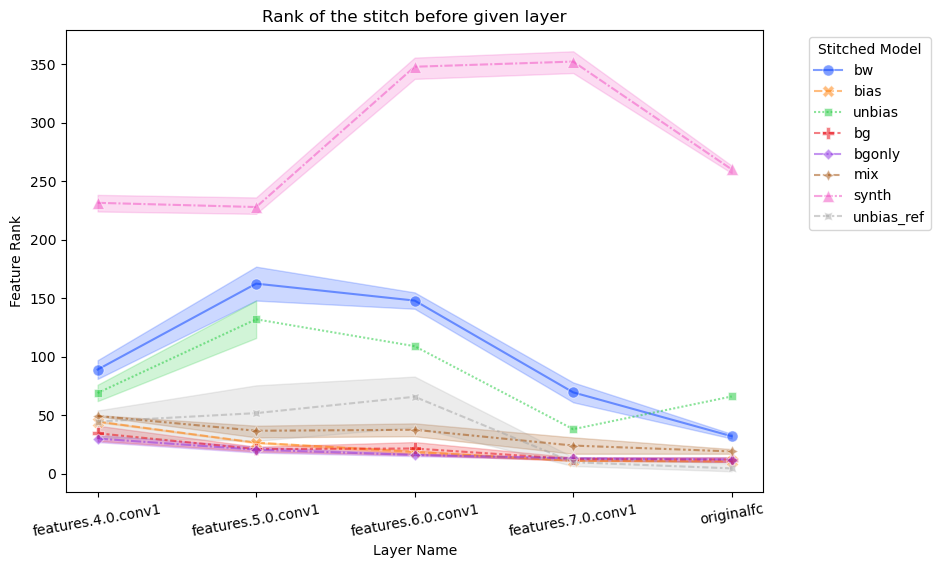 Rank of the stitch before given layer
Feature Rank
350
300
250
200
150
100
50
0
features.4.0.conv1
features.5.0.conv1
features.6.0.conv1
features.7.0.conv1
originalfc
Layer Name
Stitched Model
bw
bias
unbias
bg
bgonly
mix
synth
unbias_ref